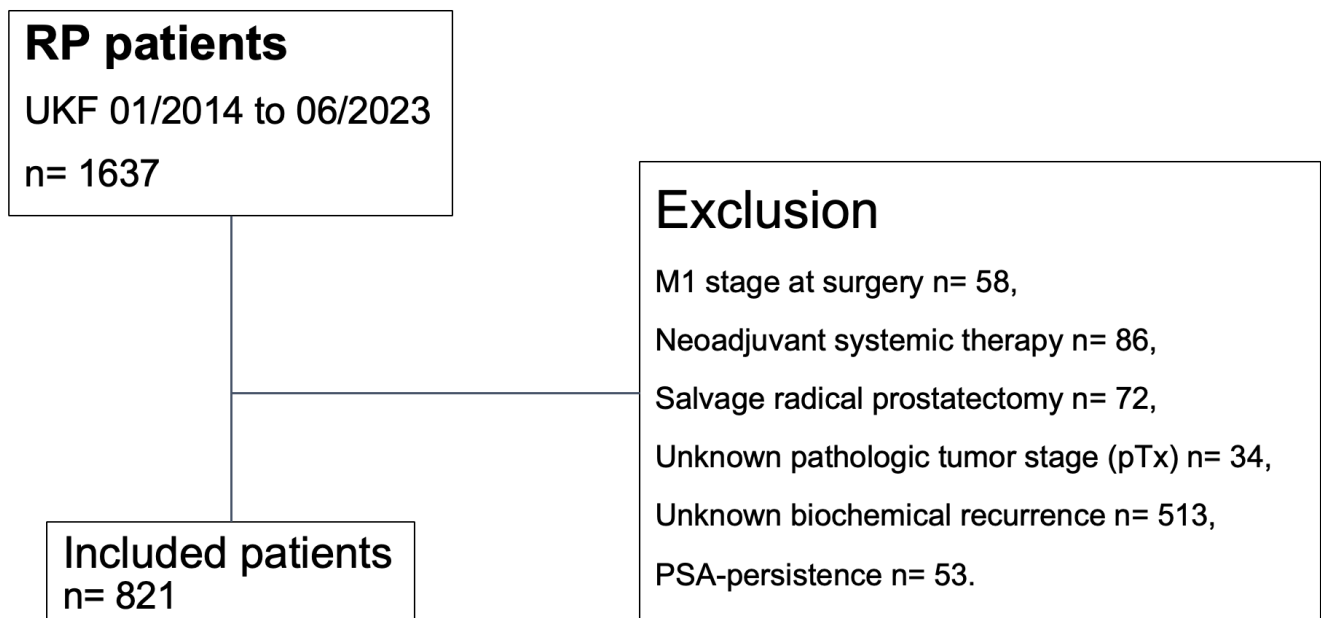 RP patients
UKF 01/2014 to 06/2023
n= 1637
Exclusion
M1 stage at surgery n= 58,
Neoadjuvant systemic therapy n= 86,
Salvage radical prostatectomy n= 72,
Unknown pathologic tumor stage (pTx) n= 34,
Unknown biochemical recurrence n= 513,
PSA-persistence n= 53.
Included patients
n= 821